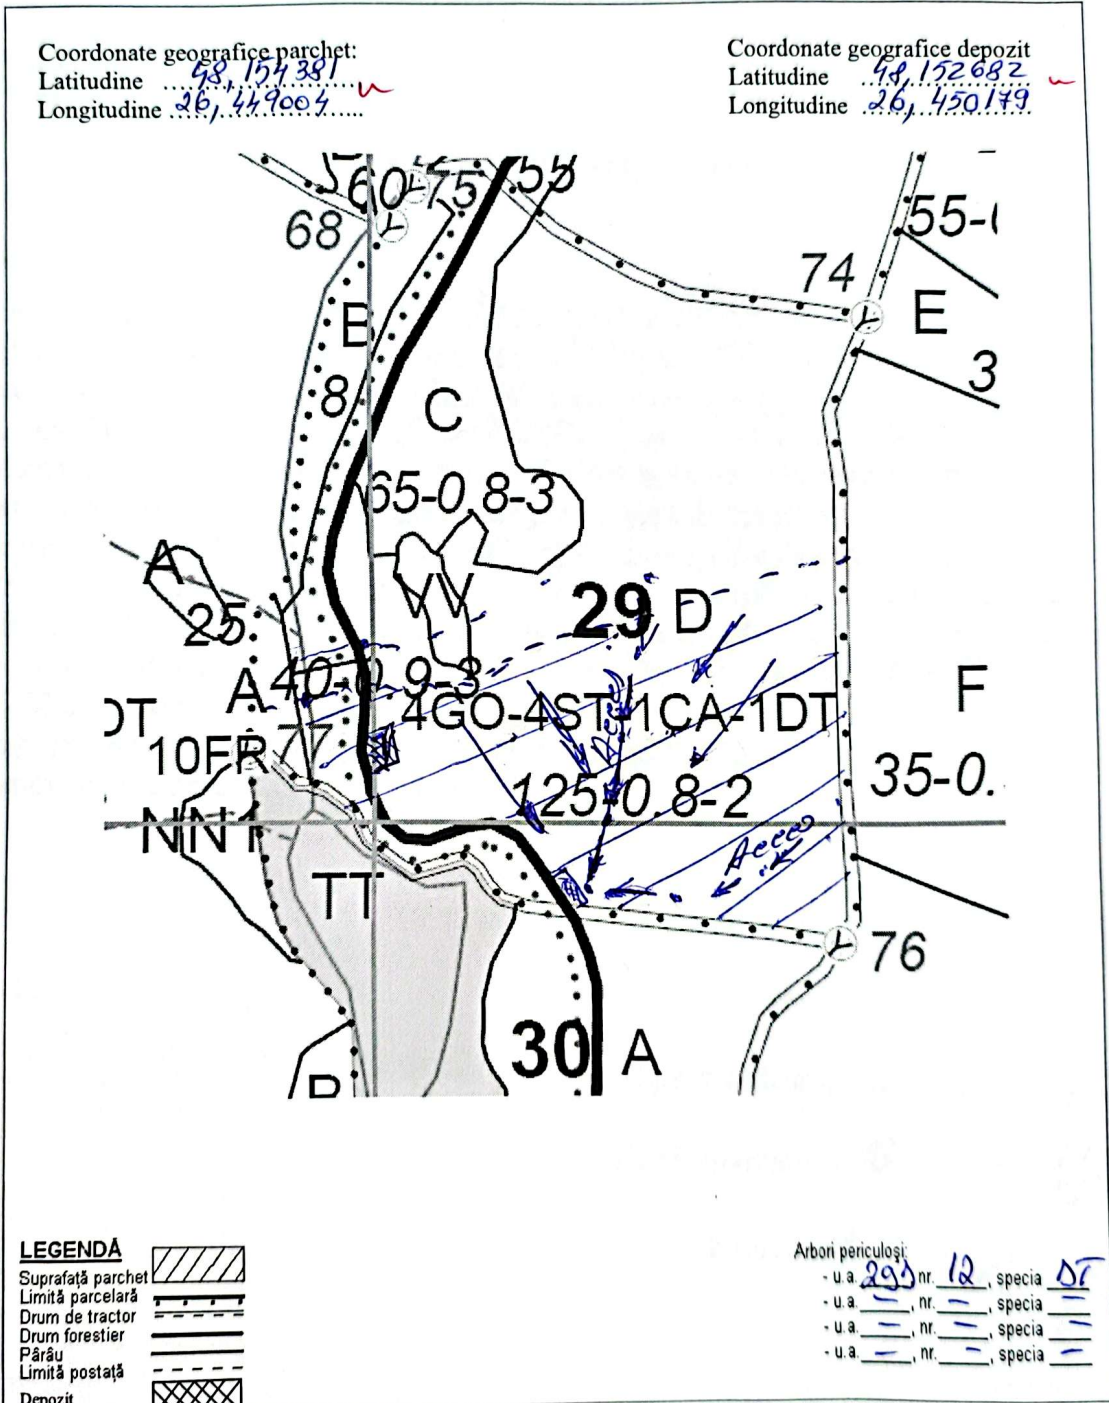 Coordonate geografice parchet:
Latitudine 48,154381
Longitudine 26,449004
Coordonate geografice depozit
Latitudine 48,152682
Longitudine 26,450179
60
75
55
68
55-
74
E
B
8
3
C
65-0.8-3
A
25
29 D
40-0.9-3
A
F
DT
4GO-4ST-1CA-1DT
Acces
10FR
77
35-0.
125-0.8-2
NN1
Acces
TT
76
30 A
LEGENDĂ
Suprafață parchet
Limită parcelară
Drum de tractor
Drum forestier
Pârâu
Limită postață
Depozit
Arbori periculoși:
- u.a. 29D nr. 12, specia DT
- u.a. –, nr. –, specia –
- u.a. –, nr. –, specia –
- u.a. –, nr. –, specia –